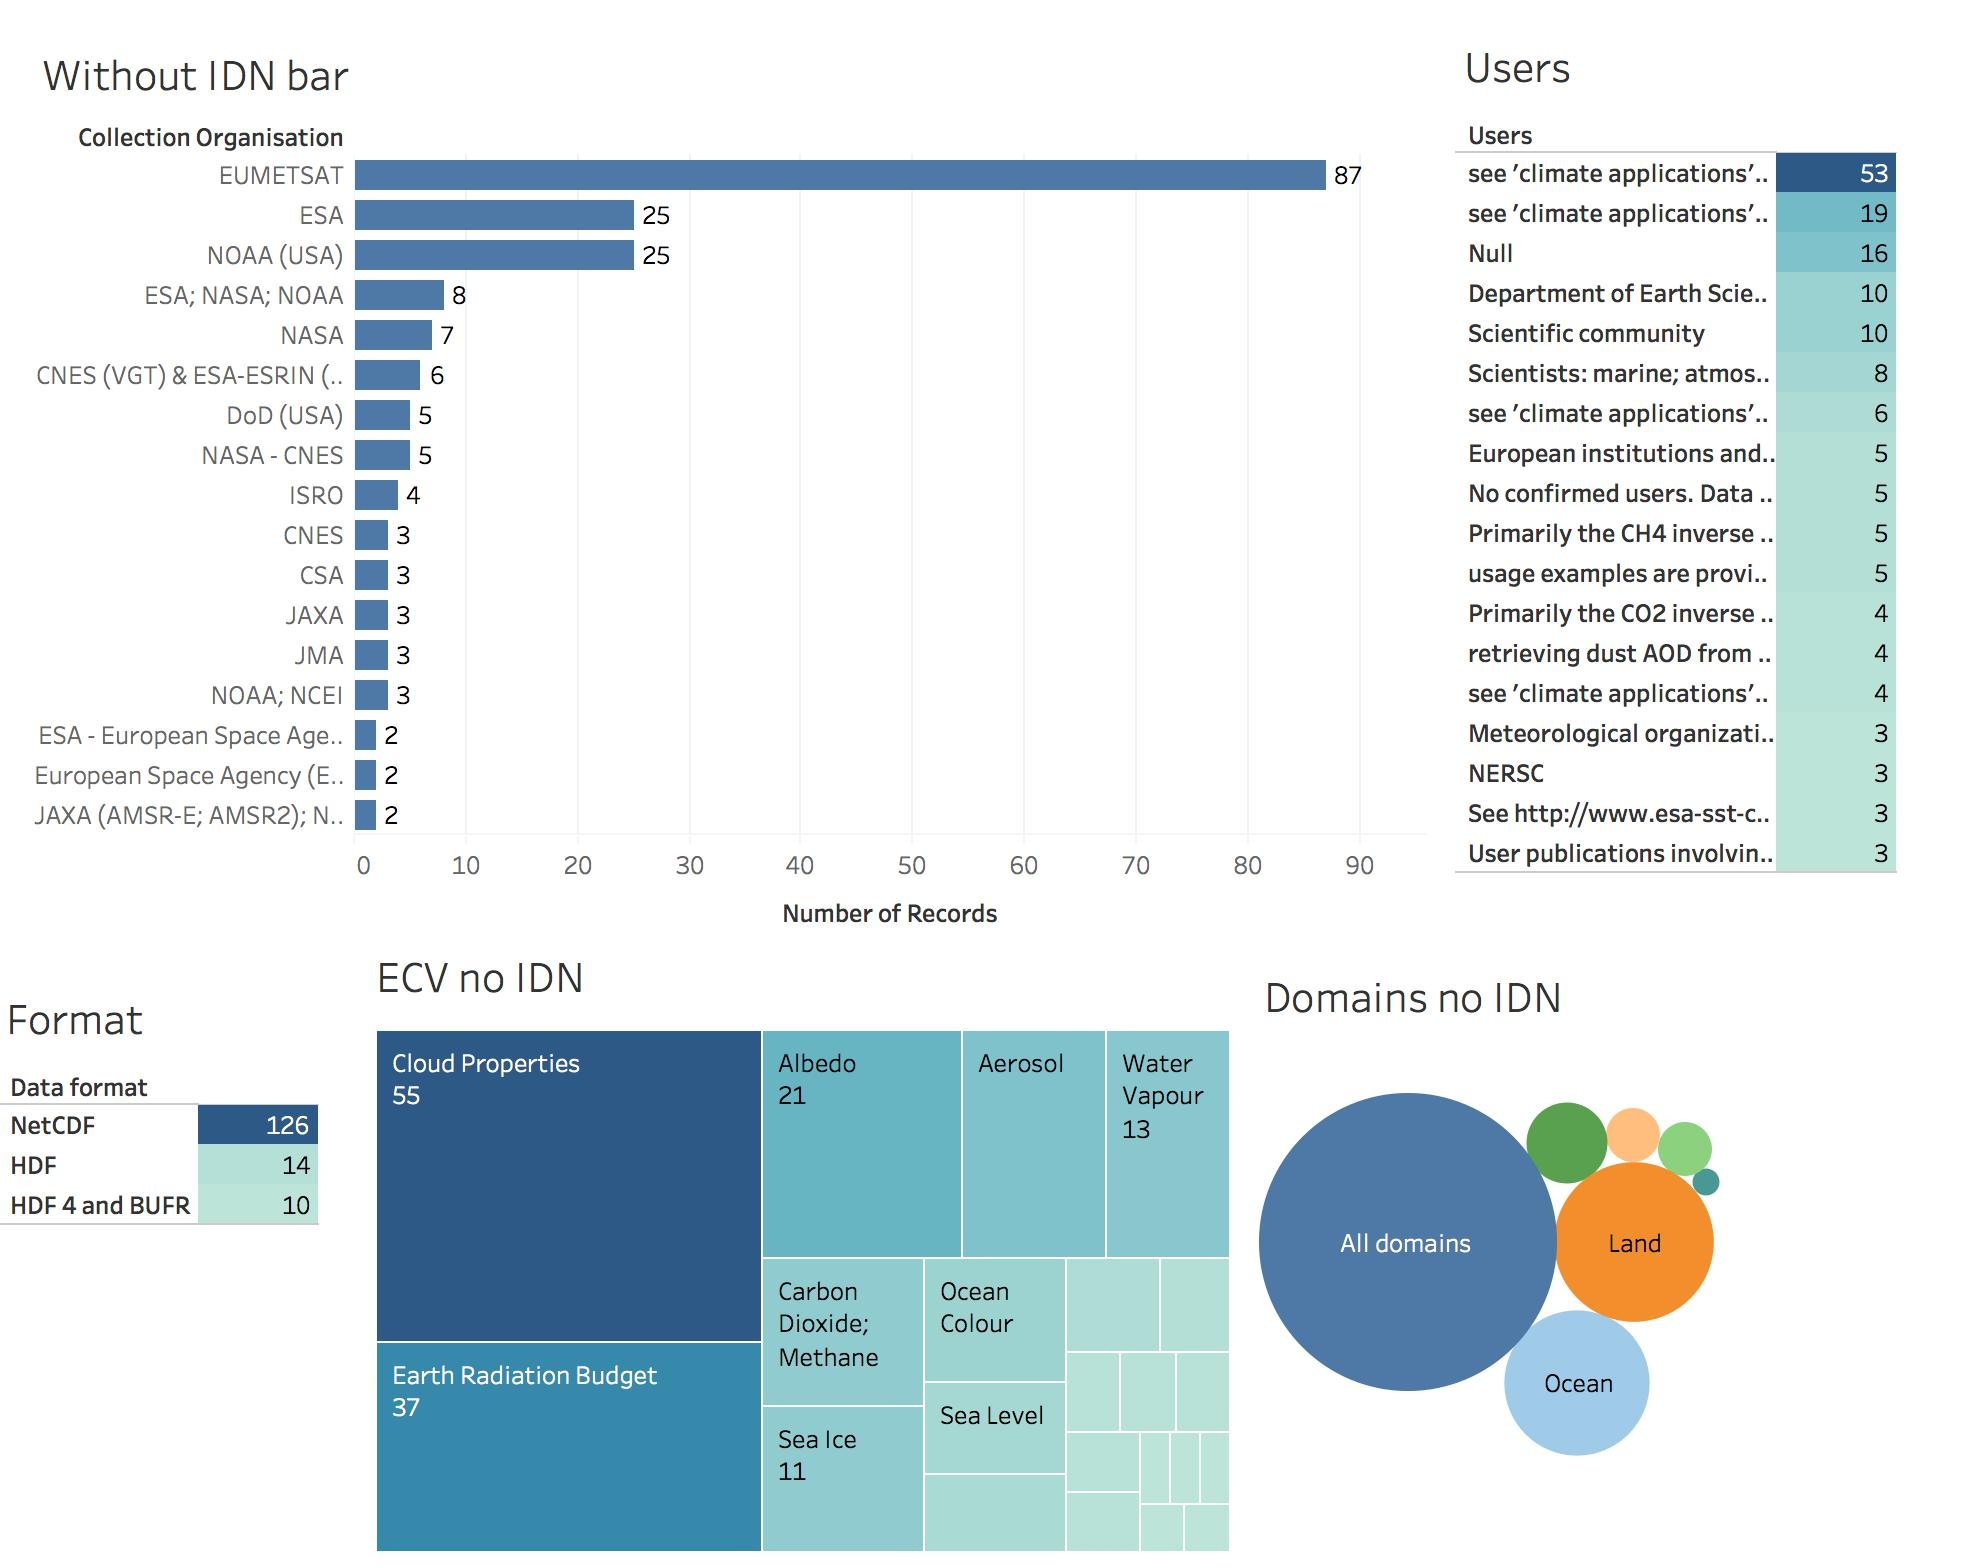 Without IDN bar
Collection Organisation
EUMETSAT 87
ESA 25
NOAA (USA) 25
ESA; NASA; NOAA 8
NASA 7
CNES (VGT) & ESA-ESRIN (.. 6
DoD (USA) 5
NASA - CNES 5
ISRO 4
CNES 3
CSA 3
JAXA 3
JMA 3
NOAA; NCEI 3
ESA - European Space Age.. 2
European Space Agency (E.. 2
JAXA (AMSR-E; AMSR2); N.. 2
0 10 20 30 40 50 60 70 80 90
Number of Records
Users
Users
see ’climate applications’.. 53
see ’climate applications’.. 19
Null 16
Department of Earth Scie.. 10
Scientific community 10
Scientists: marine; atmos.. 8
see ’climate applications’.. 6
European institutions and.. 5
No confirmed users. Data .. 5
Primarily the CH4 inverse .. 5
usage examples are provi.. 5
Primarily the CO2 inverse .. 4
retrieving dust AOD from .. 4
see ’climate applications’.. 4
Meteorological organizati.. 3
NERSC 3
See http://www.esa-sst-c.. 3
User publications involvin.. 3
Format
Data format
NetCDF 126
HDF 14
HDF 4 and BUFR 10
ECV no IDN
Cloud Properties
55
Earth Radiation Budget
37
Albedo
21
Aerosol
Water
Vapour
13
Carbon
Dioxide;
Methane
Sea Ice
11
Ocean
Colour
Sea Level
Domains no IDN
All domains
Land
Ocean